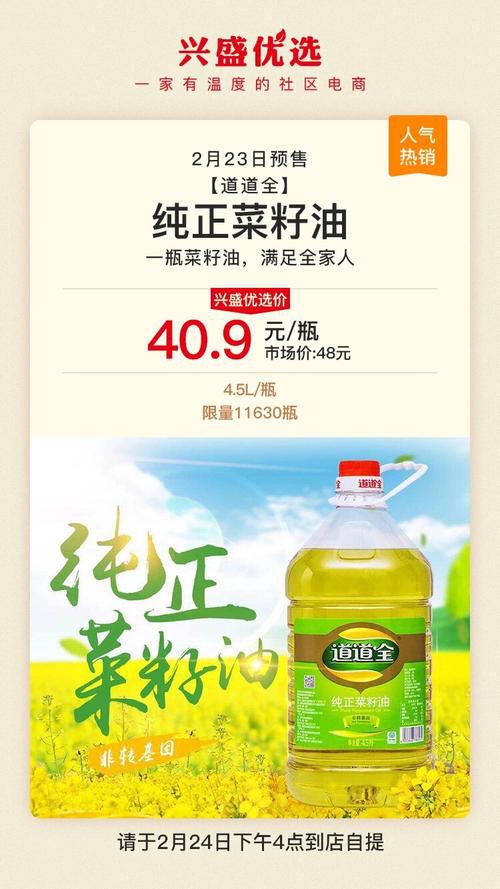 兴盛优选
一家有温度的社区电商
人气
热销
2月23日预售
【道道全】
纯正菜籽油
一瓶菜籽油，满足全家人
兴盛优选价
40.9 元/瓶
市场价:48元
4.5L/瓶
限量11630瓶
纯正
菜籽油
非转基因
道道全
道道全
纯正菜籽油
请于2月24日下午4点到店自提